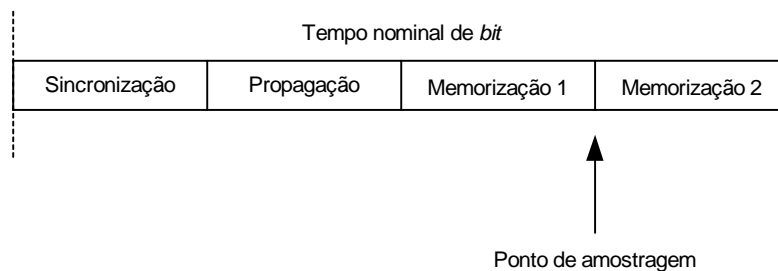 Tempo nominal de bit
Sincronização Propagação Memorização 1 Memorização 2
Ponto de amostragem